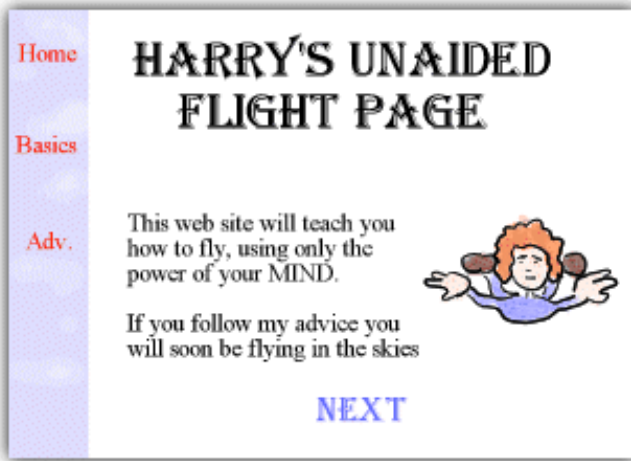 Home
Basics
Adv.
HARRY'S UNAIDED
FLIGHT PAGE
This web site will teach you
how to fly, using only the
power of your MIND.
If you follow my advice you
will soon be flying in the skies
NEXT